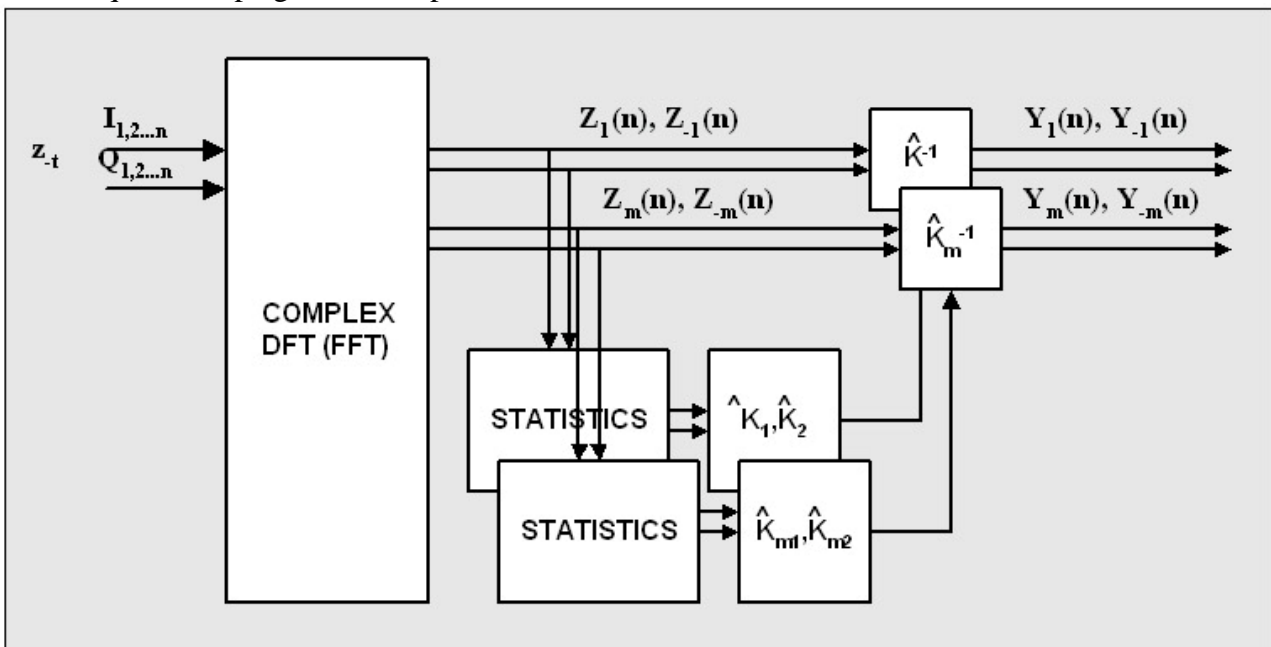 I1,2...n
z-t
Q1,2...n
COMPLEX
DFT (FFT)
Z1(n), Z-1(n)
Zm(n), Z-m(n)
K̂-1
K̂m-1
Y1(n), Y-1(n)
Ym(n), Y-m(n)
STATISTICS
^K1,K̂2
STATISTICS
K̂m1,K̂m2